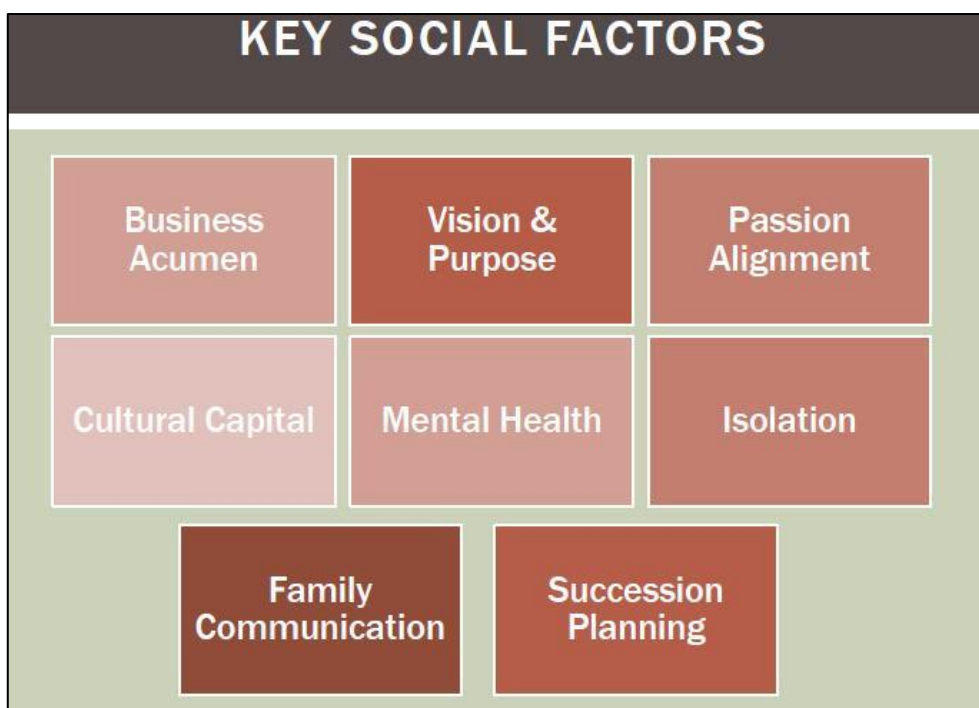 KEY SOCIAL FACTORS
Business
Acumen
Vision &
Purpose
Passion
Alignment
Cultural Capital
Mental Health
Isolation
Family
Communication
Succession
Planning